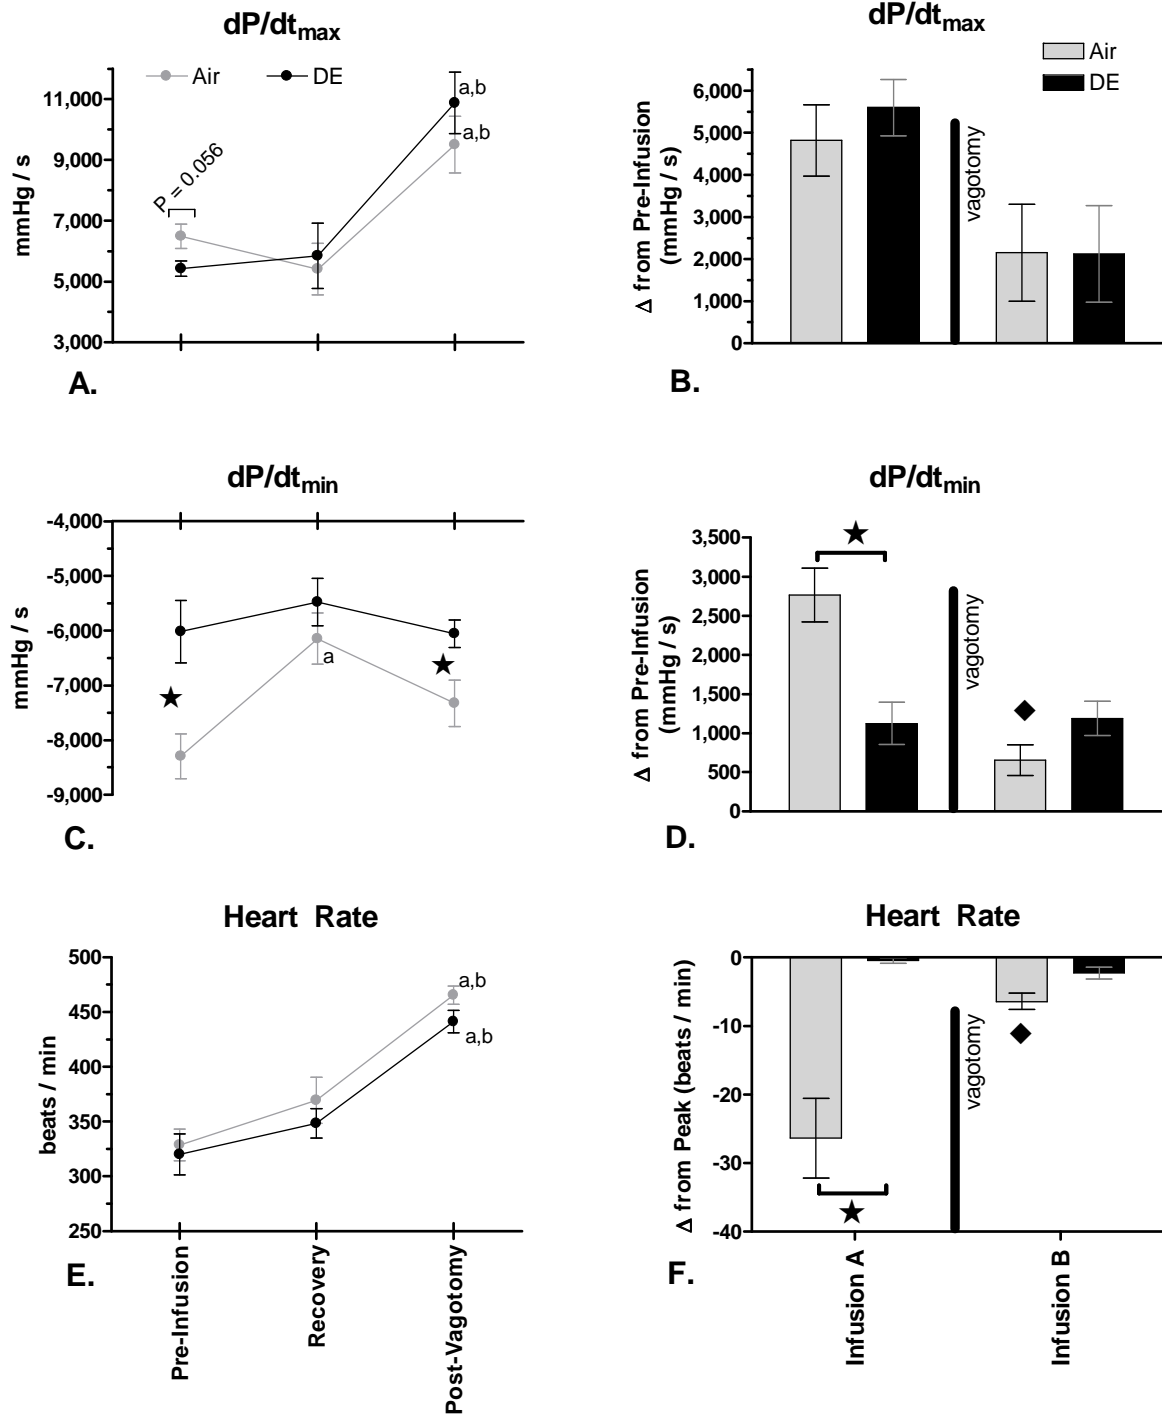 dP/dtmax
Air
DE
11,000
9,000
7,000
5,000
3,000
mmHg / s
P = 0.056
a,b
a,b
A.
dP/dtmax
Air
DE
6,000
5,000
4,000
3,000
2,000
1,000
0
Δ from Pre-Infusion
(mmHg / s)
vagotomy
B.
dP/dtmin
-4,000
-5,000
-6,000
-7,000
-8,000
-9,000
mmHg / s
a
★
★
C.
dP/dtmin
3,500
3,000
2,500
2,000
1,500
1,000
500
0
Δ from Pre-Infusion
(mmHg / s)
★
vagotomy
◆
D.
Heart Rate
500
450
400
350
300
250
beats / min
a,b
a,b
Pre-Infusion
Recovery
Post-Vagotomy
E.
Heart Rate
0
-10
-20
-30
-40
Δ from Peak (beats / min)
★
vagotomy
◆
Infusion A
Infusion B
F.